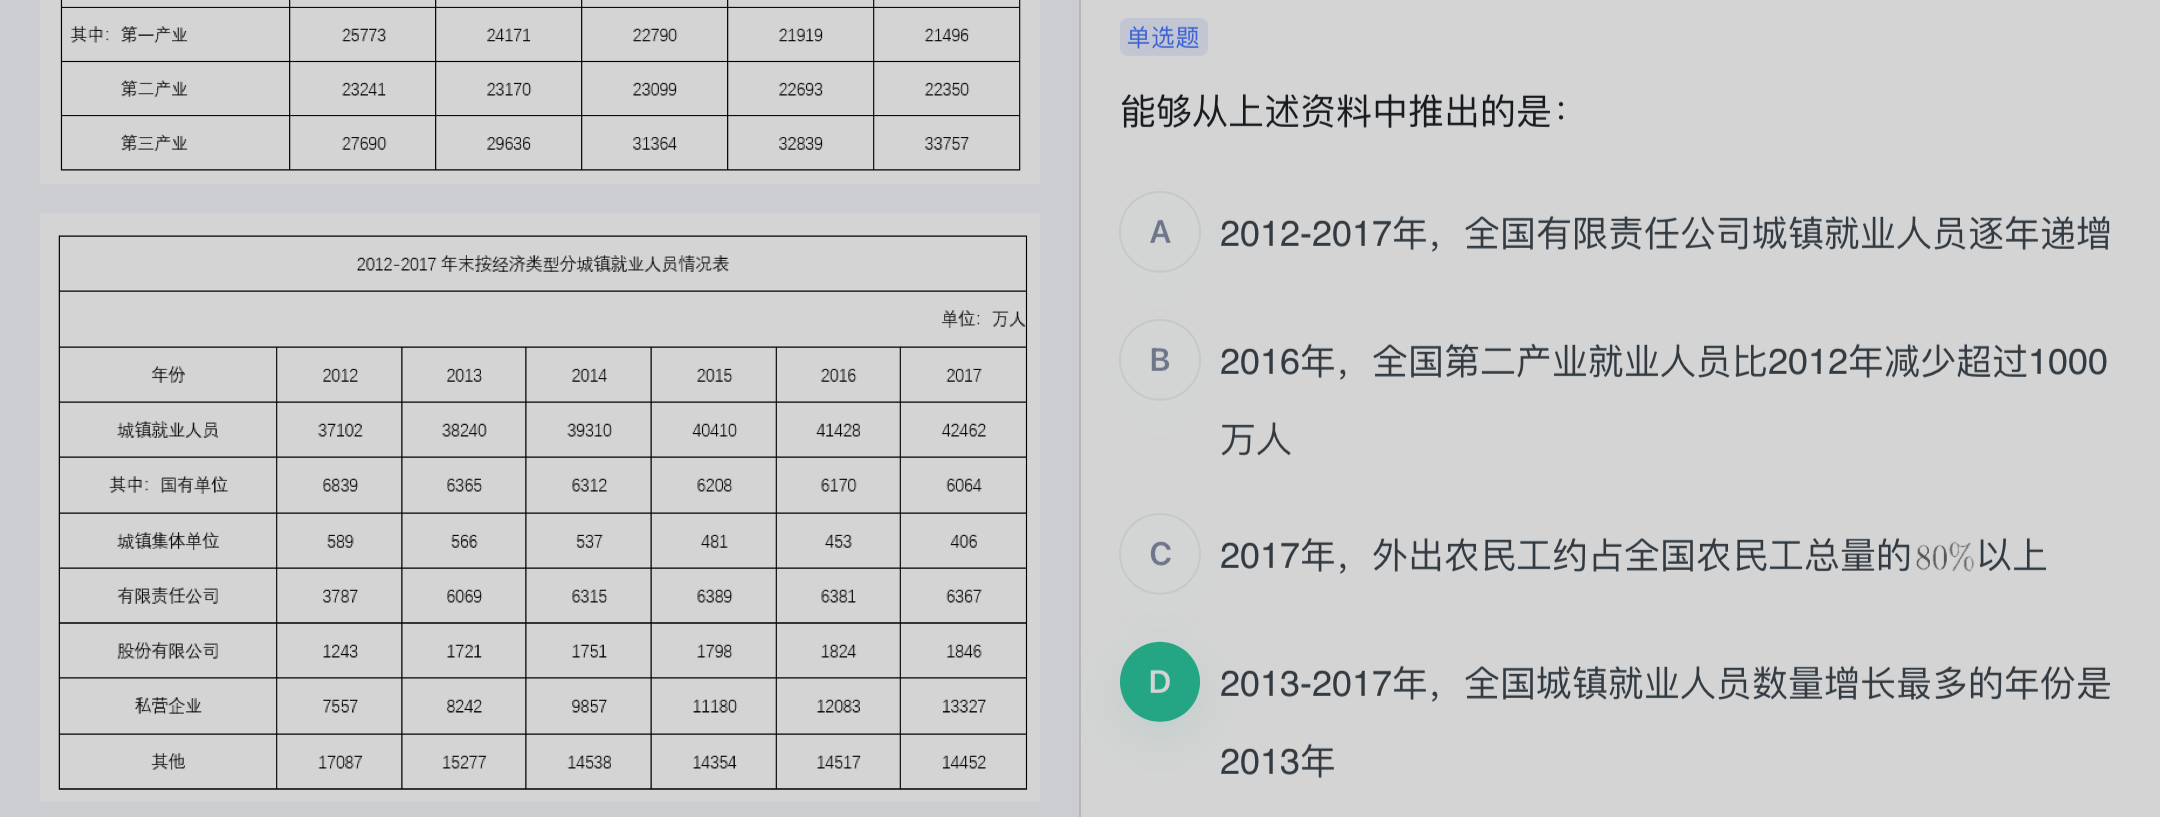 其中：第一产业 25773 24171 22790 21919 21496
第二产业 23241 23170 23099 22693 22350
第三产业 27690 29636 31364 32839 33757
2012-2017 年末按经济类型分城镇就业人员情况表
单位：万人
年份 2012 2013 2014 2015 2016 2017
城镇就业人员 37102 38240 39310 40410 41428 42462
其中：国有单位 6839 6365 6312 6208 6170 6064
城镇集体单位 589 566 537 481 453 406
有限责任公司 3787 6069 6315 6389 6381 6367
股份有限公司 1243 1721 1751 1798 1824 1846
私营企业 7557 8242 9857 11180 12083 13327
其他 17087 15277 14538 14354 14517 14452
单选题
能够从上述资料中推出的是：
A 2012-2017年，全国有限责任公司城镇就业人员逐年递增
B 2016年，全国第二产业就业人员比2012年减少超过1000
万人
C 2017年，外出农民工约占全国农民工总量的80%以上
D 2013-2017年，全国城镇就业人员数量增长最多的年份是
2013年